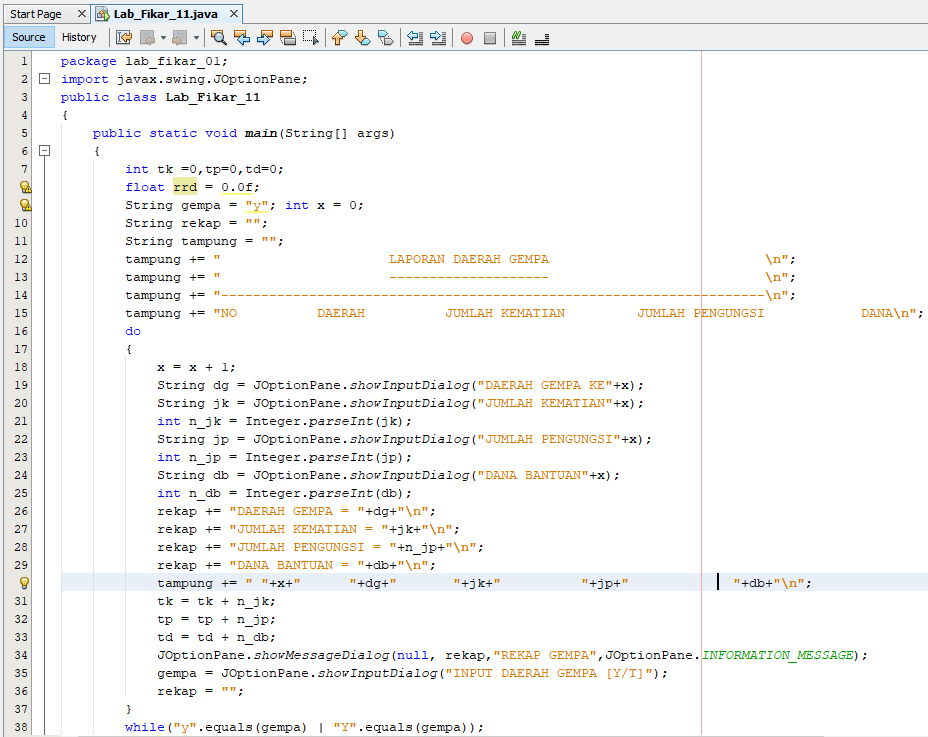 Start Page Lab_Fikar_11.java
Source History
1 package lab_fikar_01;
2 import javax.swing.JOptionPane;
3 public class Lab_Fikar_11
4 {
5     public static void main(String[] args)
6     {
7         int tk =0,tp=0,td=0;
        float rrd = 0.0f;
        String gempa = "y"; int x = 0;
10         String rekap = "";
11         String tampung = "";
12         tampung += "                     LAPORAN DAERAH GEMPA                           \n";
13         tampung += "                     --------------------                           \n";
14         tampung += "--------------------------------------------------------------------\n";
15         tampung += "NO          DAERAH          JUMLAH KEMATIAN         JUMLAH PENGUNGSI            DANA\n";
16         do
17         {
18             x = x + 1;
19             String dg = JOptionPane.showInputDialog("DAERAH GEMPA KE"+x);
20             String jk = JOptionPane.showInputDialog("JUMLAH KEMATIAN"+x);
21             int n_jk = Integer.parseInt(jk);
22             String jp = JOptionPane.showInputDialog("JUMLAH PENGUNGSI"+x);
23             int n_jp = Integer.parseInt(jp);
24             String db = JOptionPane.showInputDialog("DANA BANTUAN"+x);
25             int n_db = Integer.parseInt(db);
26             rekap += "DAERAH GEMPA = "+dg+"\n";
27             rekap += "JUMLAH KEMATIAN = "+jk+"\n";
28             rekap += "JUMLAH PENGUNGSI = "+n_jp+"\n";
29             rekap += "DANA BANTUAN = "+db+"\n";
            tampung += " "+x+"      "+dg+"       "+jk+"          "+jp+"             "+db+"\n";
31             tk = tk + n_jk;
32             tp = tp + n_jp;
33             td = td + n_db;
34             JOptionPane.showMessageDialog(null, rekap,"REKAP GEMPA",JOptionPane.INFORMATION_MESSAGE);
35             gempa = JOptionPane.showInputDialog("INPUT DAERAH GEMPA [Y/T]");
36             rekap = "";
37         }
38         while("y".equals(gempa) | "Y".equals(gempa));